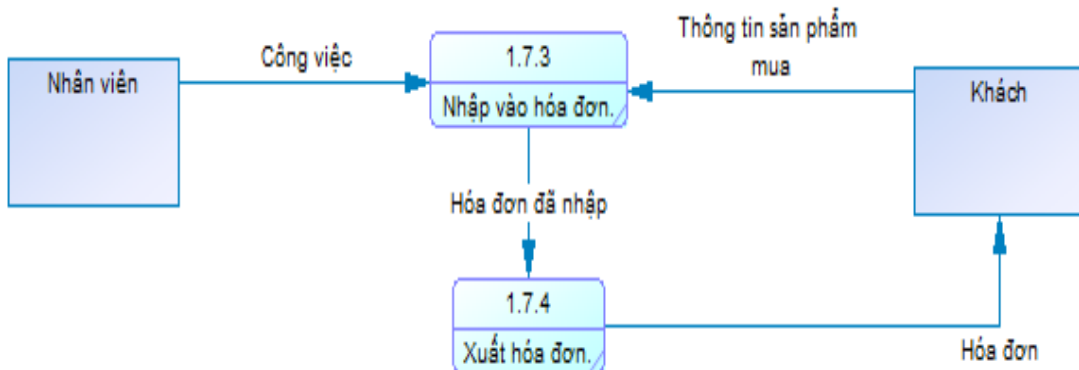 Nhân viên
Công việc
1.7.3
Nhập vào hóa đơn.
Thông tin sản phẩm
mua
Khách
Hóa đơn đã nhập
1.7.4
Xuất hóa đơn.
Hóa đơn